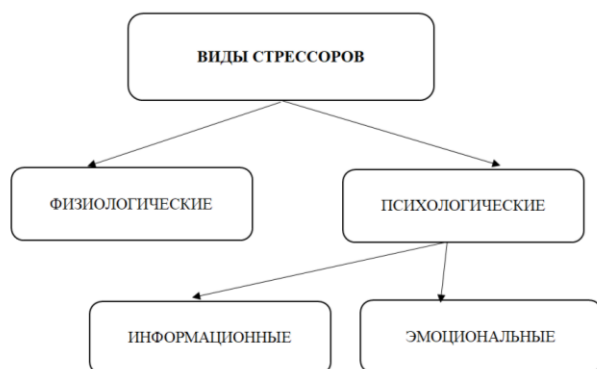 ВИДЫ СТРЕССОРОВ
ФИЗИОЛОГИЧЕСКИЕ
ПСИХОЛОГИЧЕСКИЕ
ИНФОРМАЦИОННЫЕ
ЭМОЦИОНАЛЬНЫЕ